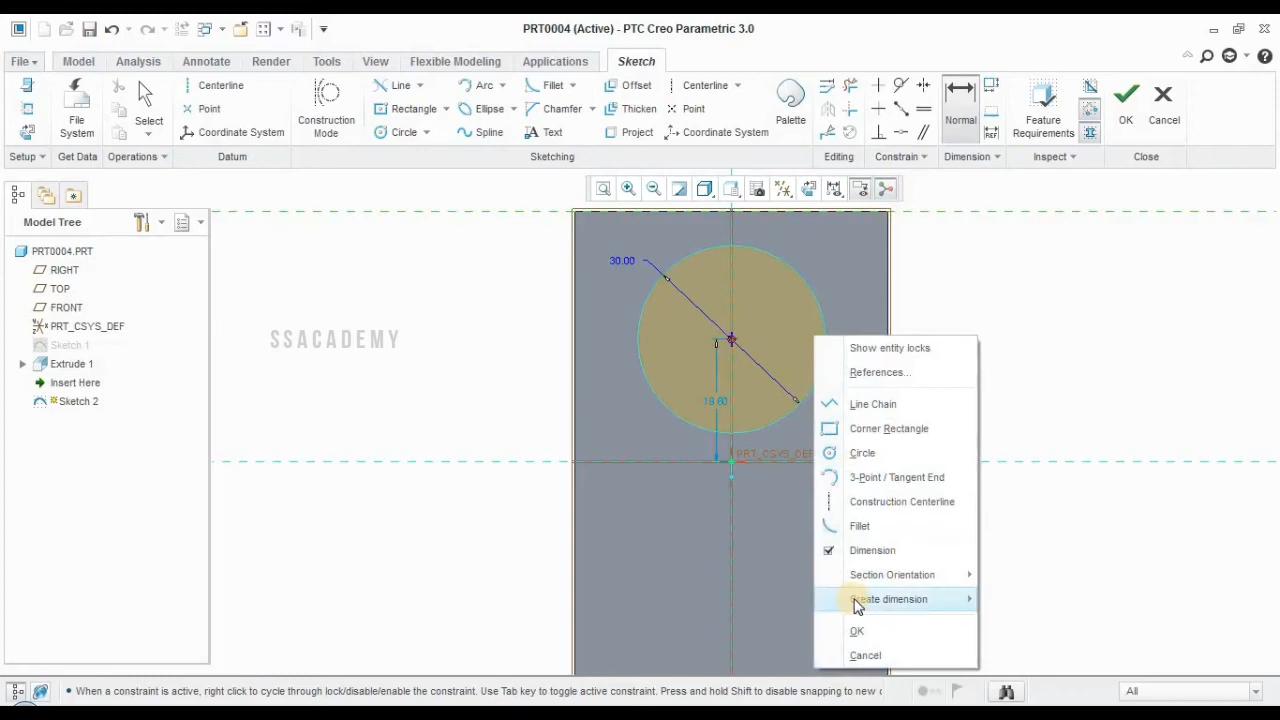 PRT0004 (Active) - PTC Creo Parametric 3.0
File Model Analysis Annotate Render Tools View Flexible Modeling Applications Sketch
Centerline Line Arc Fillet Offset Centerline
Point Rectangle Ellipse Chamfer Thicken Point
Coordinate System Circle Spline Text Project Coordinate System
File System
Select
Construction Mode
Palette
Normal
Feature Requirements
OK
Cancel
Setup Get Data Operations Datum Sketching Editing Constrain Dimension Inspect Close
Model Tree
PRT0004.PRT
RIGHT
TOP
FRONT
PRT_CSYS_DEF
Sketch 1
Extrude 1
Insert Here
Sketch 2
SSACADEMY
30.00
18.60
PRT_CSYS_DEF
Show entity locks
References...
Line Chain
Corner Rectangle
Circle
3-Point / Tangent End
Construction Centerline
Fillet
Dimension
Section Orientation
Create dimension
OK
Cancel
When a constraint is active, right click to cycle through lock/disable/enable the constraint. Use Tab key to toggle active constraint. Press and hold Shift to disable snapping to new
All